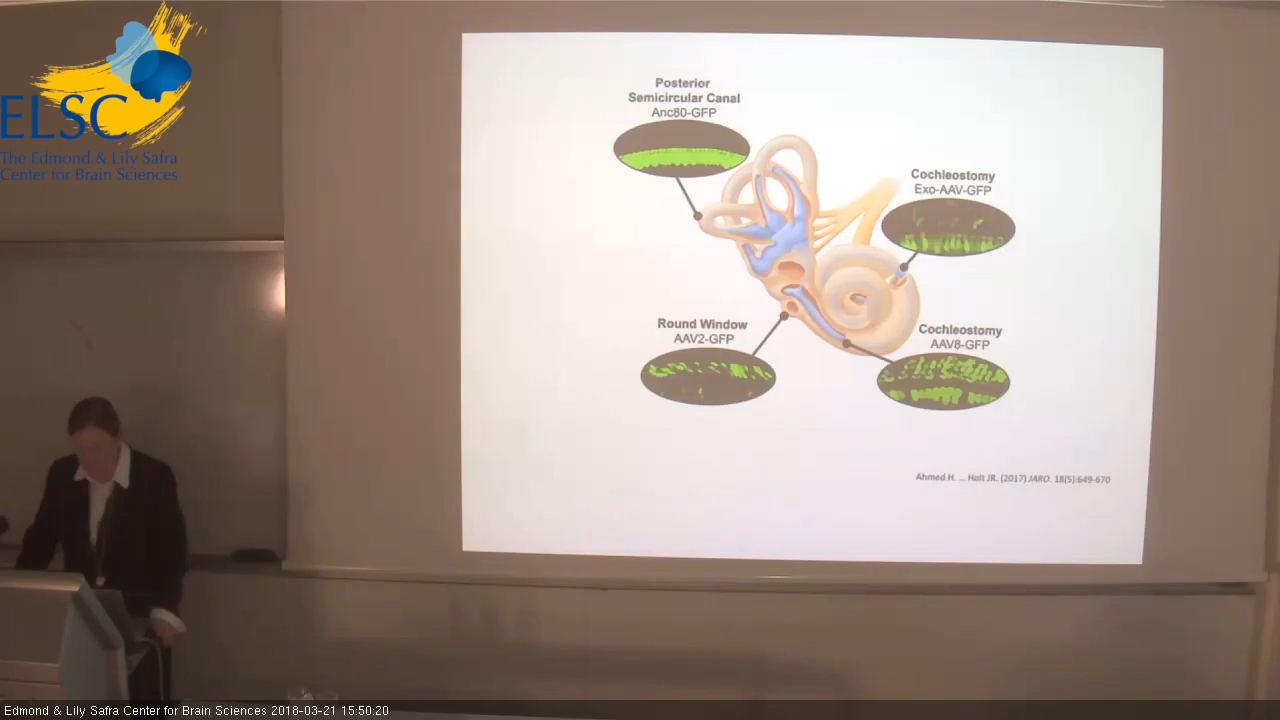 ELSC
The Edmond & Lily Safra
Center for Brain Sciences
Posterior
Semicircular Canal
Anc80-GFP
Cochleostomy
Exo-AAV-GFP
Round Window
AAV2-GFP
Cochleostomy
AAV8-GFP
Ahmed H. ... Holt JR. (2017) JARO. 18(5):649-670
Edmond & Lily Safra Center for Brain Sciences 2018-03-21 15:50:20